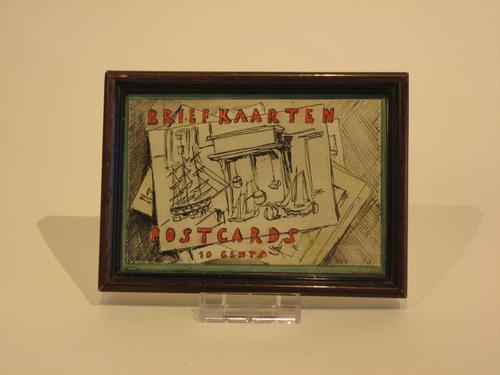 BRIEFKAARTEN
POSTCARDS
10 CENTS